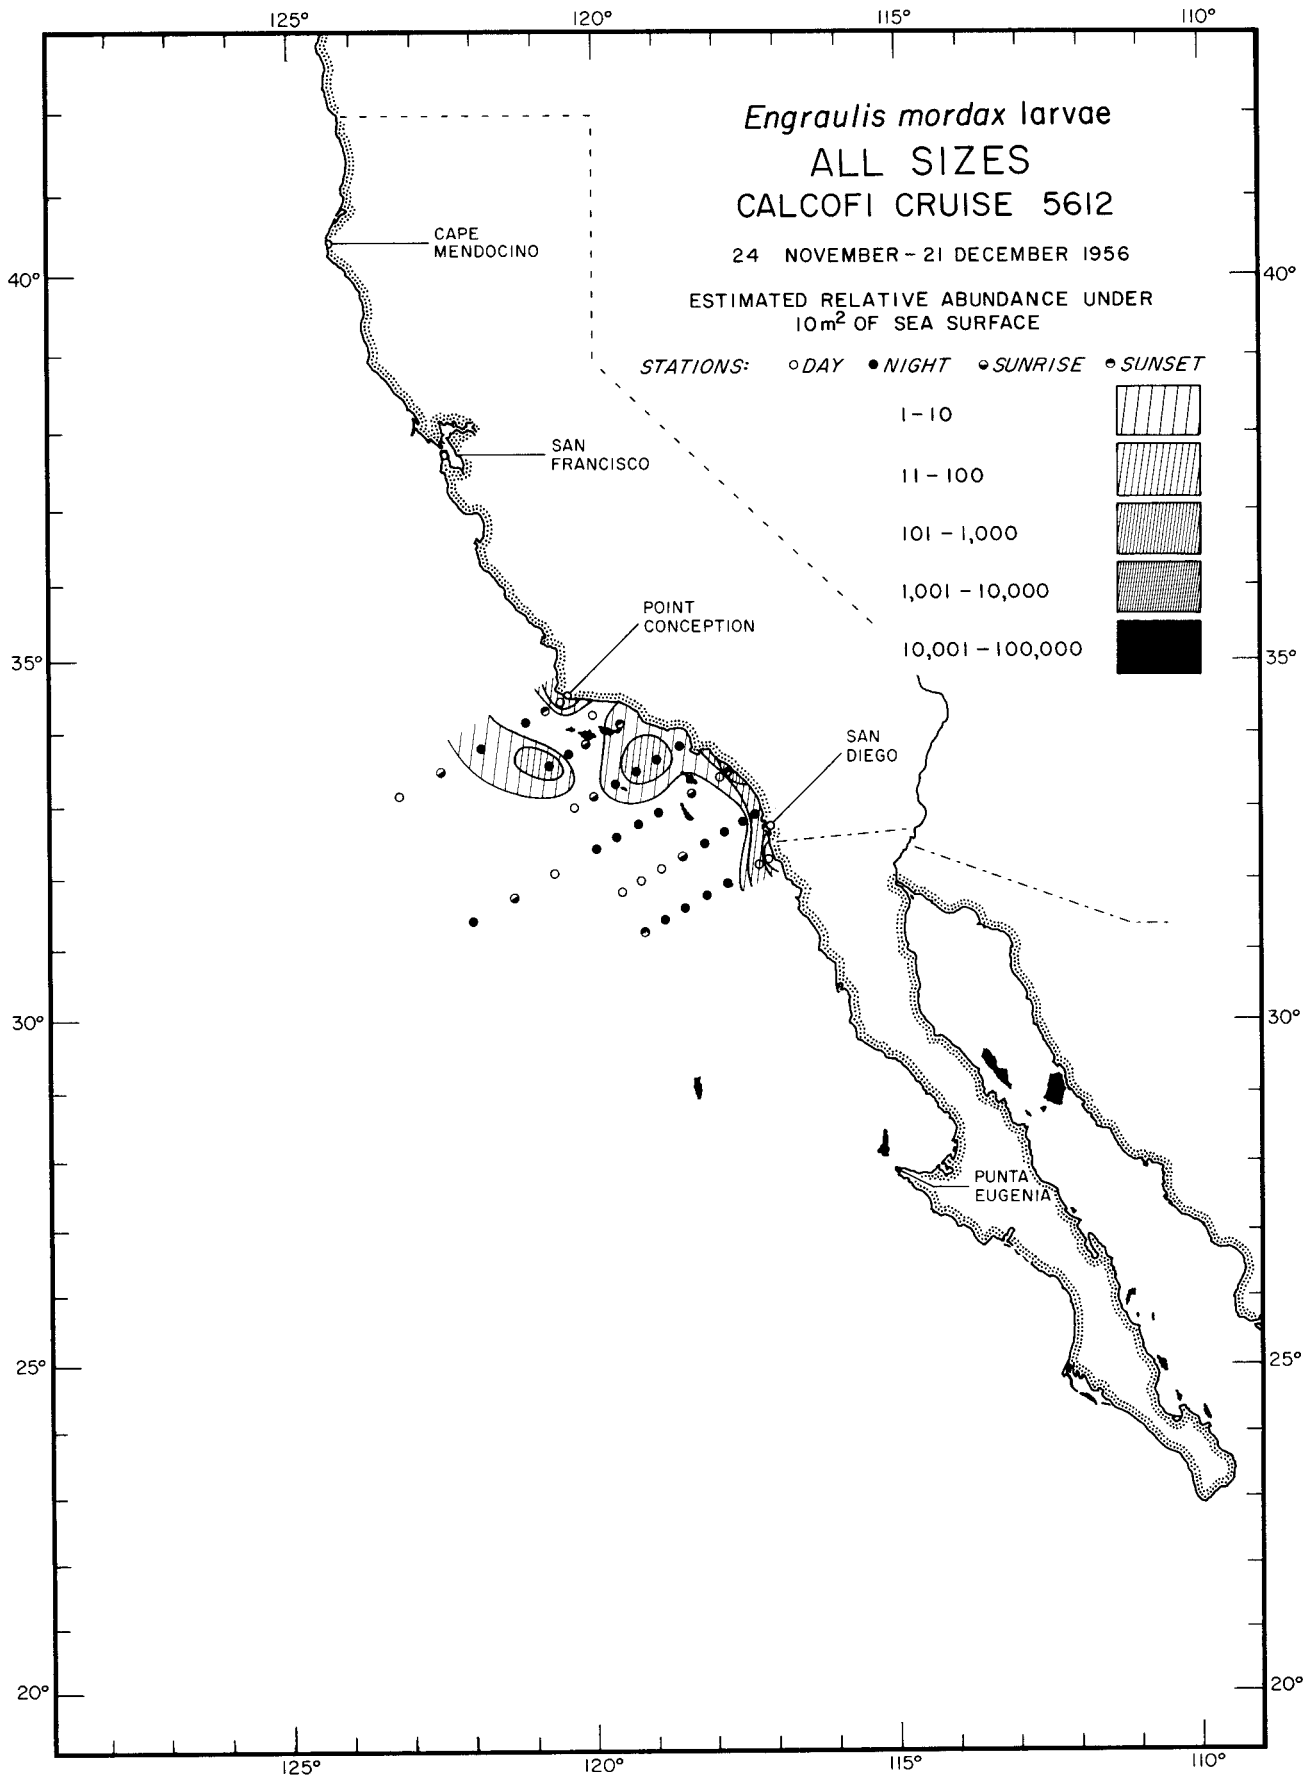 125° 120° 115° 110°
Engraulis mordax larvae
ALL SIZES
CALCOFI CRUISE 5612
24 NOVEMBER – 21 DECEMBER 1956
ESTIMATED RELATIVE ABUNDANCE UNDER
10m² OF SEA SURFACE
STATIONS: DAY NIGHT SUNRISE SUNSET
1 – 10
11 – 100
101 – 1,000
1,001 – 10,000
10,001 – 100,000
CAPE
MENDOCINO
40° 40°
SAN
FRANCISCO
POINT
CONCEPTION
35° 35°
SAN
DIEGO
30° 30°
PUNTA
EUGENIA
25° 25°
20° 20°
125° 120° 115° 110°